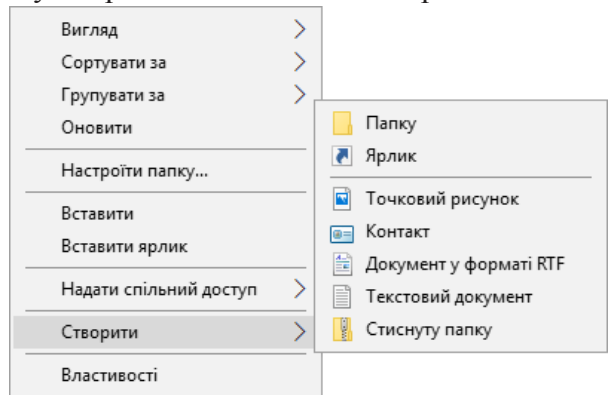 Вигляд
Сортувати за
Групувати за
Оновити
Настроїти папку...
Вставити
Вставити ярлик
Надати спільний доступ
Створити
Властивості
Папку
Ярлик
Точковий рисунок
Контакт
Документ у форматі RTF
Текстовий документ
Стиснуту папку